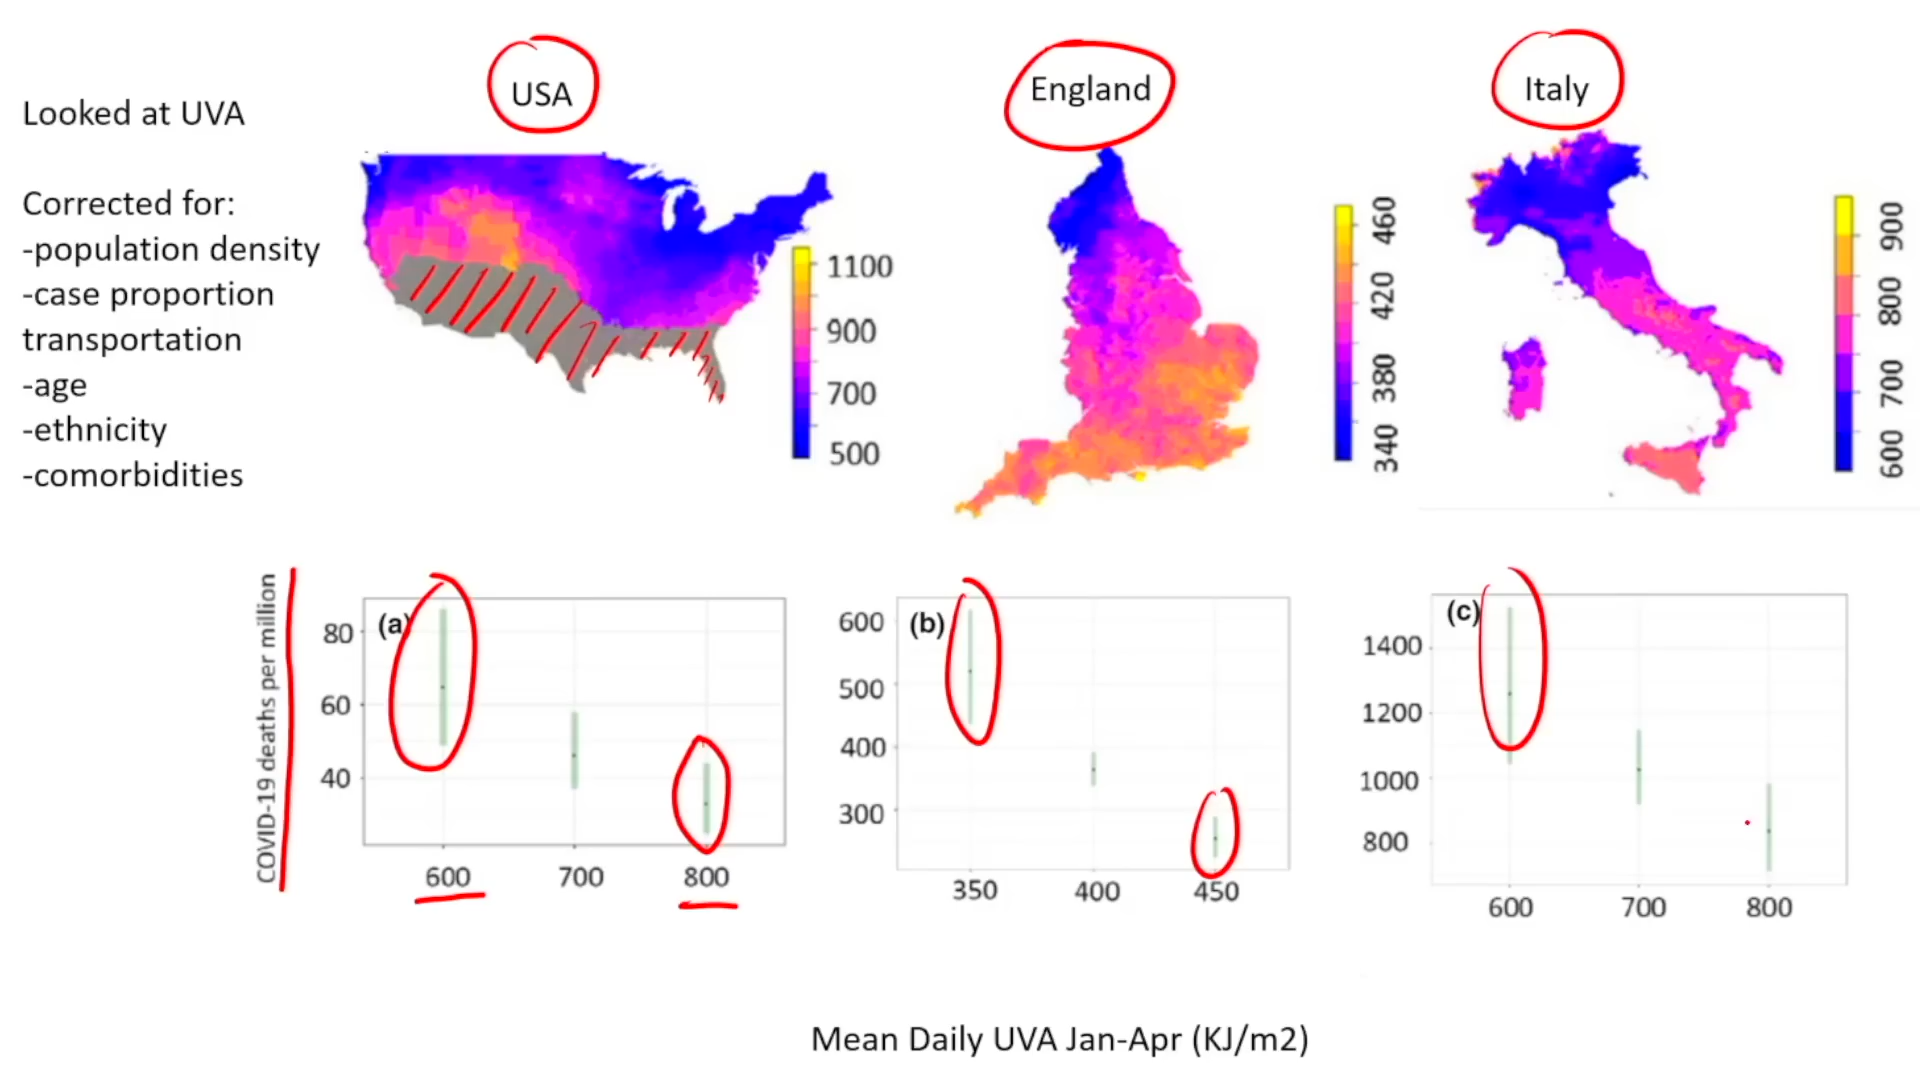 USA
England
Italy
Looked at UVA
Corrected for:
-population density
-case proportion
transportation
-age
-ethnicity
-comorbidities
1100
900
700
500
460
420
380
340
900
800
700
600
COVID-19 deaths per million
(a)
80
60
40
600
700
800
(b)
600
500
400
300
350
400
450
(c)
1400
1200
1000
800
600
700
800
Mean Daily UVA Jan-Apr (KJ/m2)